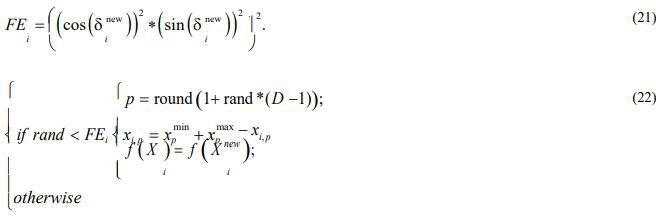 FE_i = ((cos(δ_i^new))^2 * (sin(δ_i^new))^2]^2. (21)
{ if rand < FE_i { p = round(1+ rand *(D −1)); (22)
x_{i,p} = x_p^min + x_p^max − x_{i,p}
f(X_i) = f(X_i^new);
otherwise